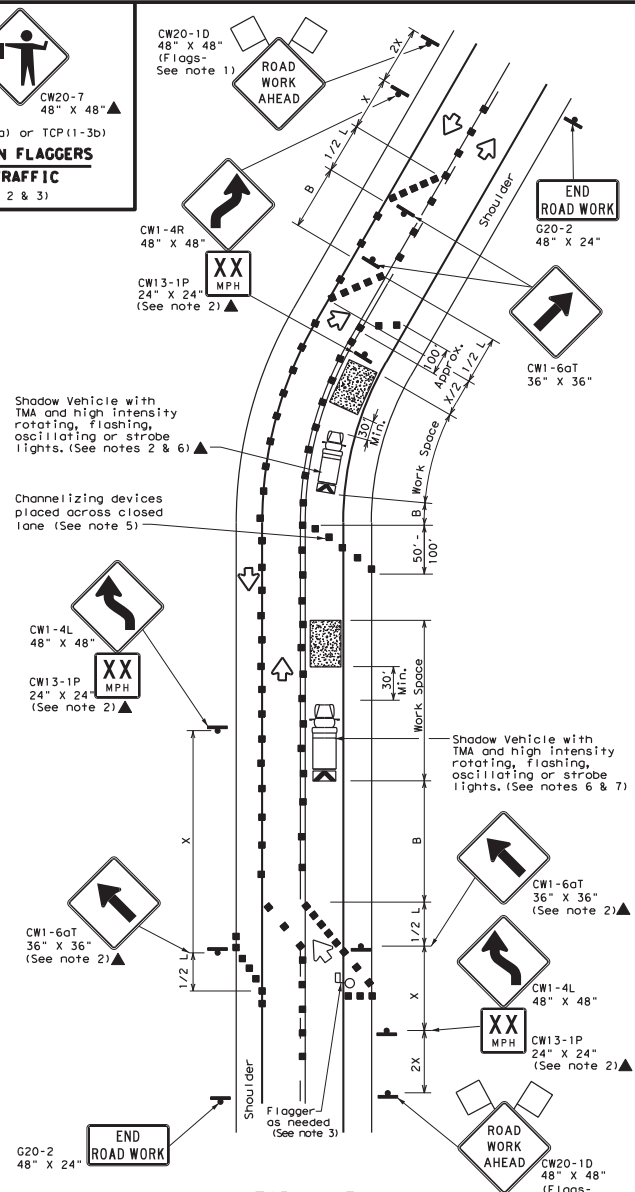 CW20-7
48" X 48"▲
a) or TCP(1-3b)
N FLAGGERS
RAFFIC
2 & 3)
CW20-1D
48" X 48"
(Flags-
See note 1)
ROAD
WORK
AHEAD
2X
X
1/2 L
B
CW1-4R
48" X 48"
XX
MPH
CW13-1P
24" X 24"
(See note 2)▲
Shoulder
END
ROAD WORK
G20-2
48" X 24"
CW1-6aT
36" X 36"
100'
Approx.
1/2 L
X/2
30'
Min.
Work Space
B
50'-
100'
Shadow Vehicle with
TMA and high intensity
rotating, flashing,
oscillating or strobe
lights. (See notes 2 & 6)▲
Channelizing devices
placed across closed
lane (See note 5)
CW1-4L
48" X 48"
XX
MPH
CW13-1P
24" X 24"
(See note 2)▲
30'
Min.
Work Space
Shadow Vehicle with
TMA and high intensity
rotating, flashing,
oscillating or strobe
lights. (See notes 6 & 7)
X
B
CW1-6aT
36" X 36"
(See note 2)▲
1/2 L
CW1-6aT
36" X 36"
(See note 2)▲
1/2 L
X
CW1-4L
48" X 48"
XX
MPH
CW13-1P
24" X 24"
(See note 2)▲
2X
Shoulder
Flagger
as needed
(See note 3)
G20-2
48" X 24"
END
ROAD WORK
ROAD
WORK
AHEAD
CW20-1D
48" X 48"
(Flags-